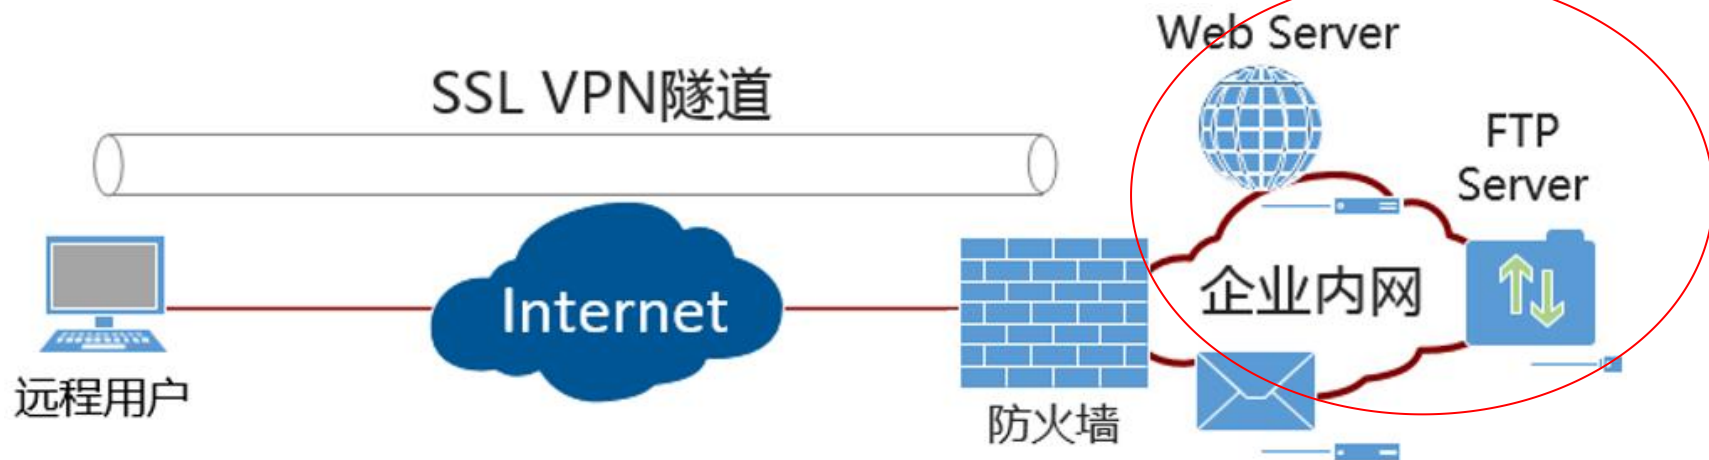 Web Server
SSL VPN隧道
FTP
Server
Internet
企业内网
远程用户
防火墙